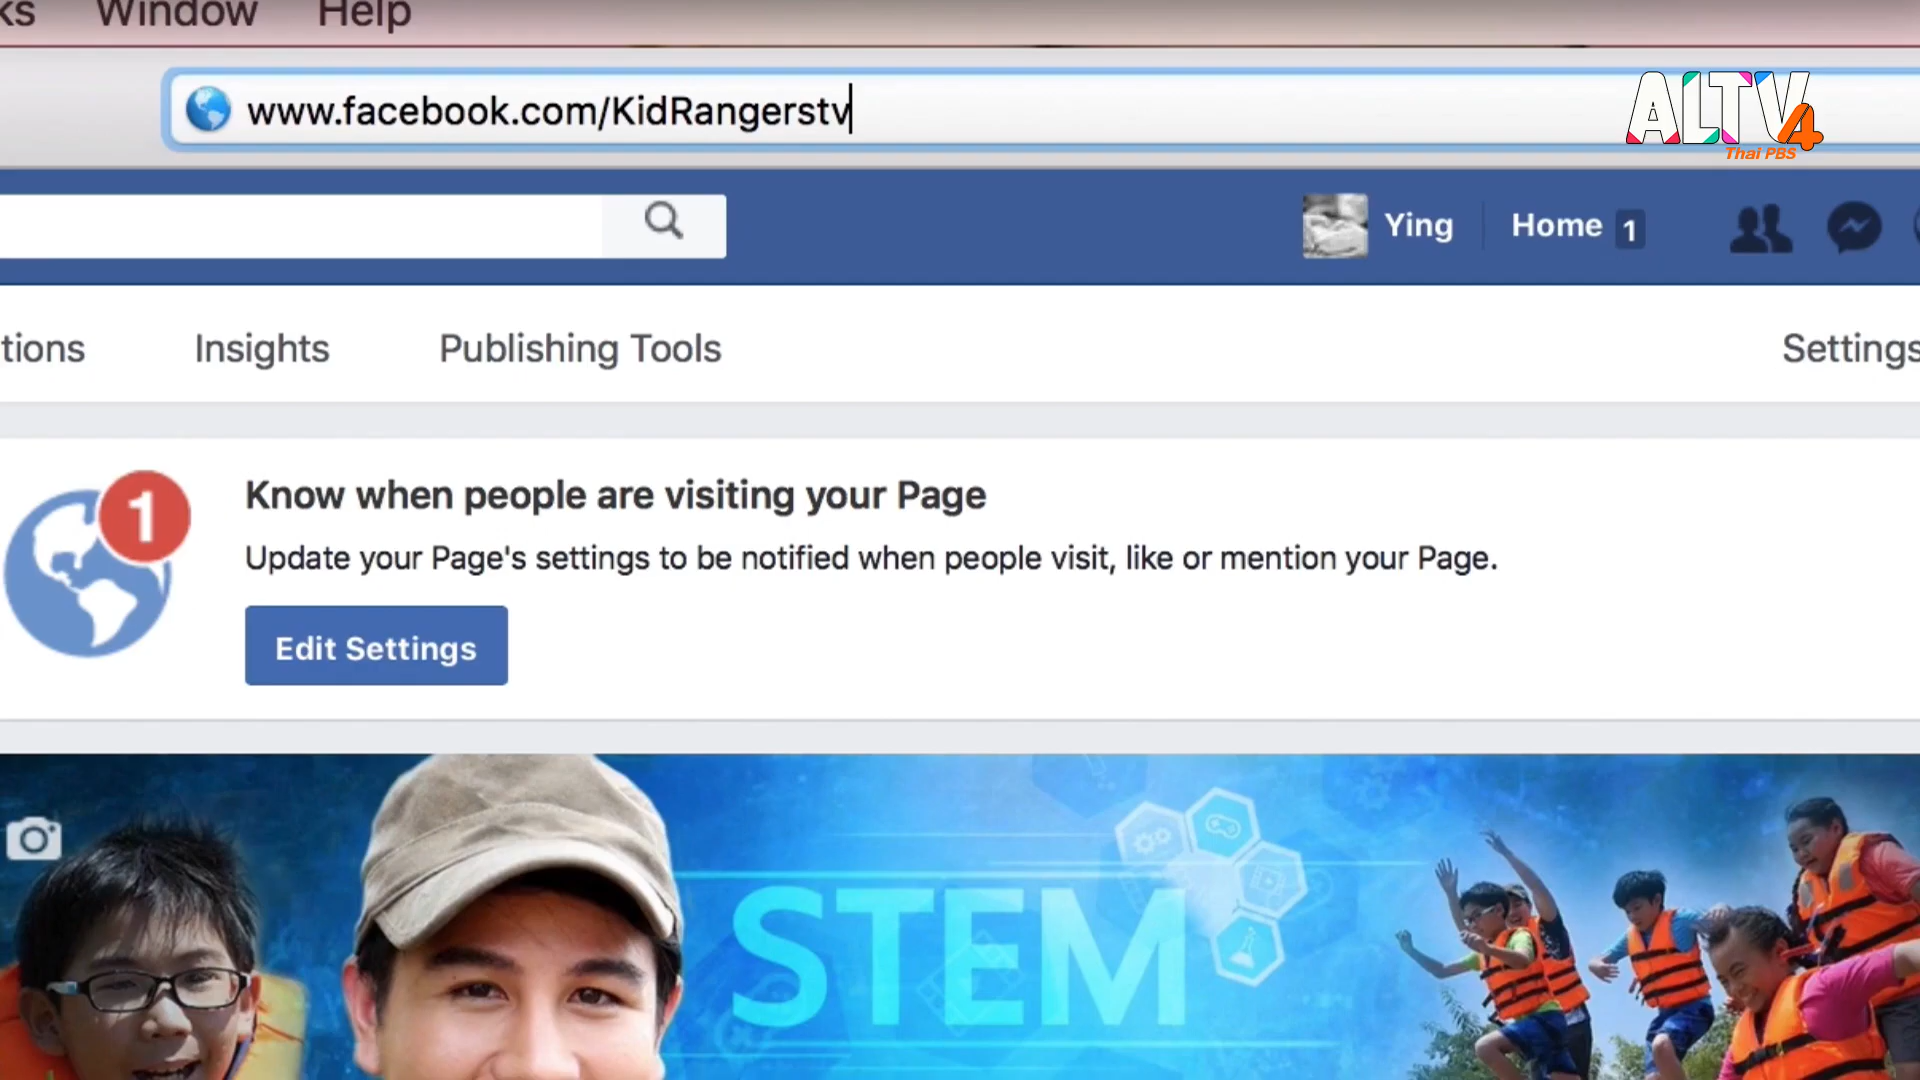 ks Window Help
www.facebook.com/KidRangerstv
ALTV4
Thai PBS
Ying Home 1
tions Insights Publishing Tools Settings
1
Know when people are visiting your Page
Update your Page's settings to be notified when people visit, like or mention your Page.
Edit Settings
STEM